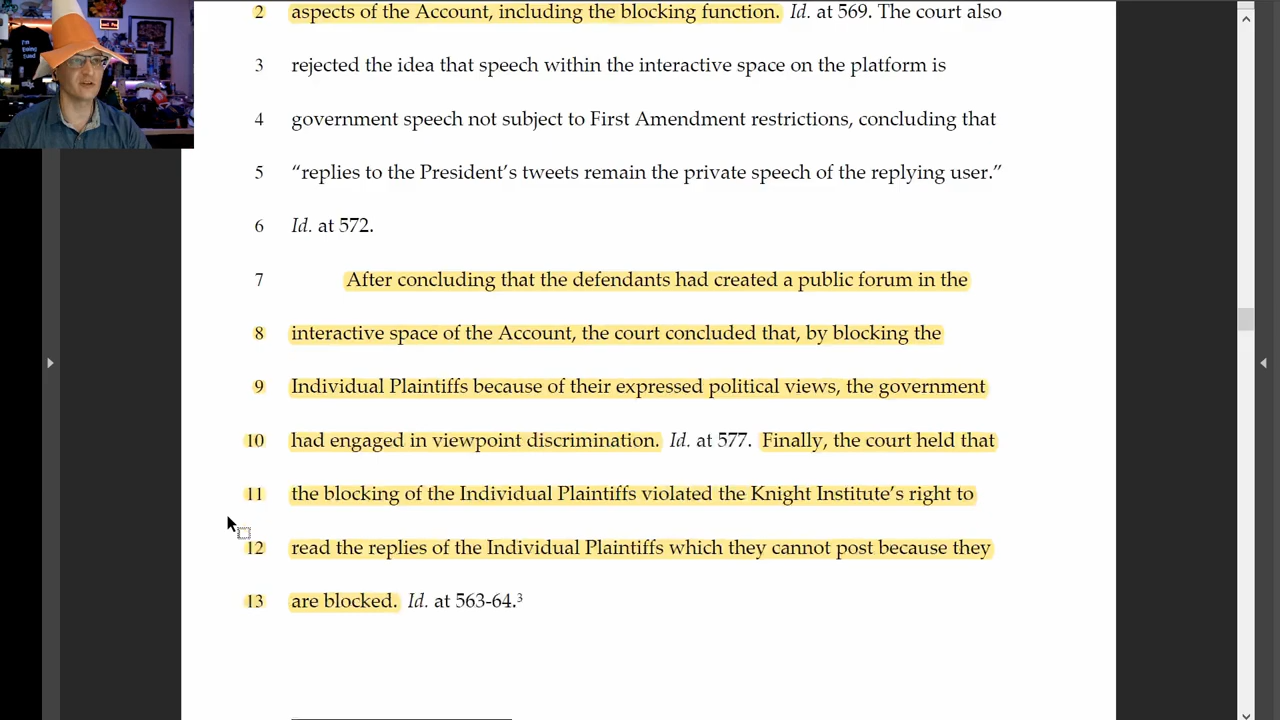 2 aspects of the Account, including the blocking function. Id. at 569. The court also
3 rejected the idea that speech within the interactive space on the platform is
4 government speech not subject to First Amendment restrictions, concluding that
5 “replies to the President’s tweets remain the private speech of the replying user.”
6 Id. at 572.
7 After concluding that the defendants had created a public forum in the
8 interactive space of the Account, the court concluded that, by blocking the
9 Individual Plaintiffs because of their expressed political views, the government
10 had engaged in viewpoint discrimination. Id. at 577. Finally, the court held that
11 the blocking of the Individual Plaintiffs violated the Knight Institute’s right to
12 read the replies of the Individual Plaintiffs which they cannot post because they
13 are blocked. Id. at 563-64.³